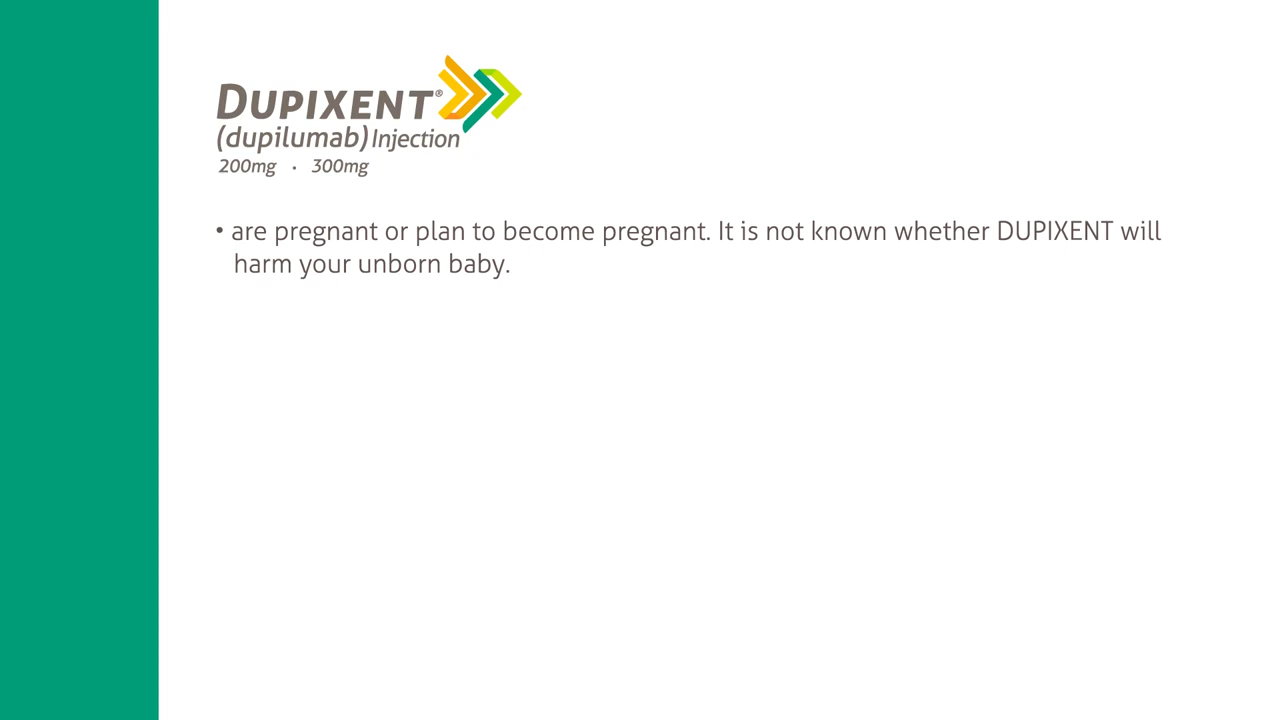 DUPIXENT®
(dupilumab) Injection
200mg · 300mg
• are pregnant or plan to become pregnant. It is not known whether DUPIXENT will
harm your unborn baby.